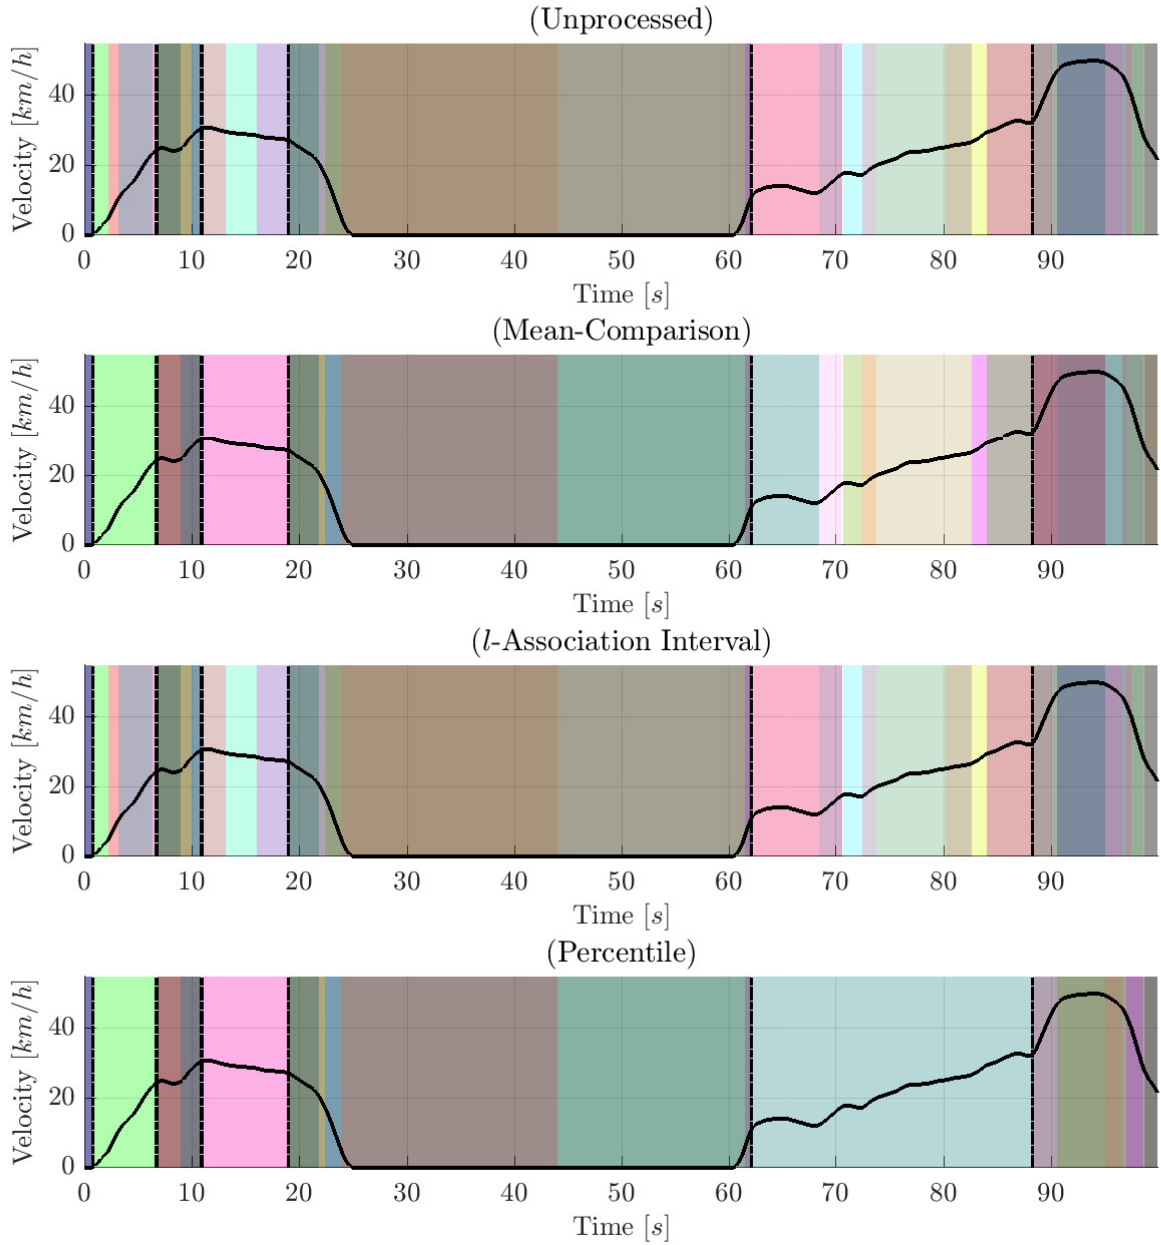 (Unprocessed)
Velocity [km/h]
40
20
0
0 10 20 30 40 50 60 70 80 90
Time [s]
(Mean-Comparison)
Velocity [km/h]
40
20
0
0 10 20 30 40 50 60 70 80 90
Time [s]
(l-Association Interval)
Velocity [km/h]
40
20
0
0 10 20 30 40 50 60 70 80 90
Time [s]
(Percentile)
Velocity [km/h]
40
20
0
0 10 20 30 40 50 60 70 80 90
Time [s]